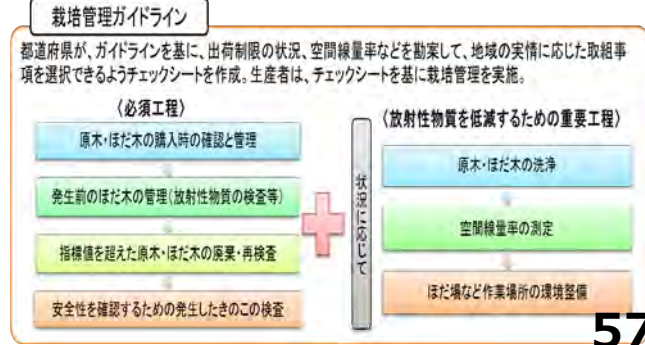 栽培管理ガイドライン
都道府県が、ガイドラインを基に、出荷制限の状況、空間線量率などを勘案して、地域の実情に応じた取組事
項を選択できるようチェックシートを作成。生産者は、チェックシートを基に栽培管理を実施。
〈必須工程〉
原木・ほだ木の購入時の確認と管理
発生前のほだ木の管理(放射性物質の検査等)
指標値を超えた原木・ほだ木の廃棄・再検査
安全性を確認するための発生したきのこの検査
状況に応じて
〈放射性物質を低減するための重要工程〉
原木・ほだ木の洗浄
空間線量率の測定
ほだ場など作業場所の環境整備
57